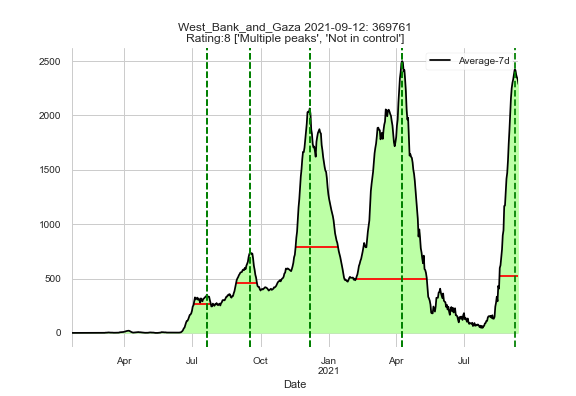 West_Bank_and_Gaza 2021-09-12: 369761
Rating:8 ['Multiple peaks', 'Not in control']
Average-7d
2500
2000
1500
1000
500
0
Apr Jul Oct Jan Apr Jul
2021
Date